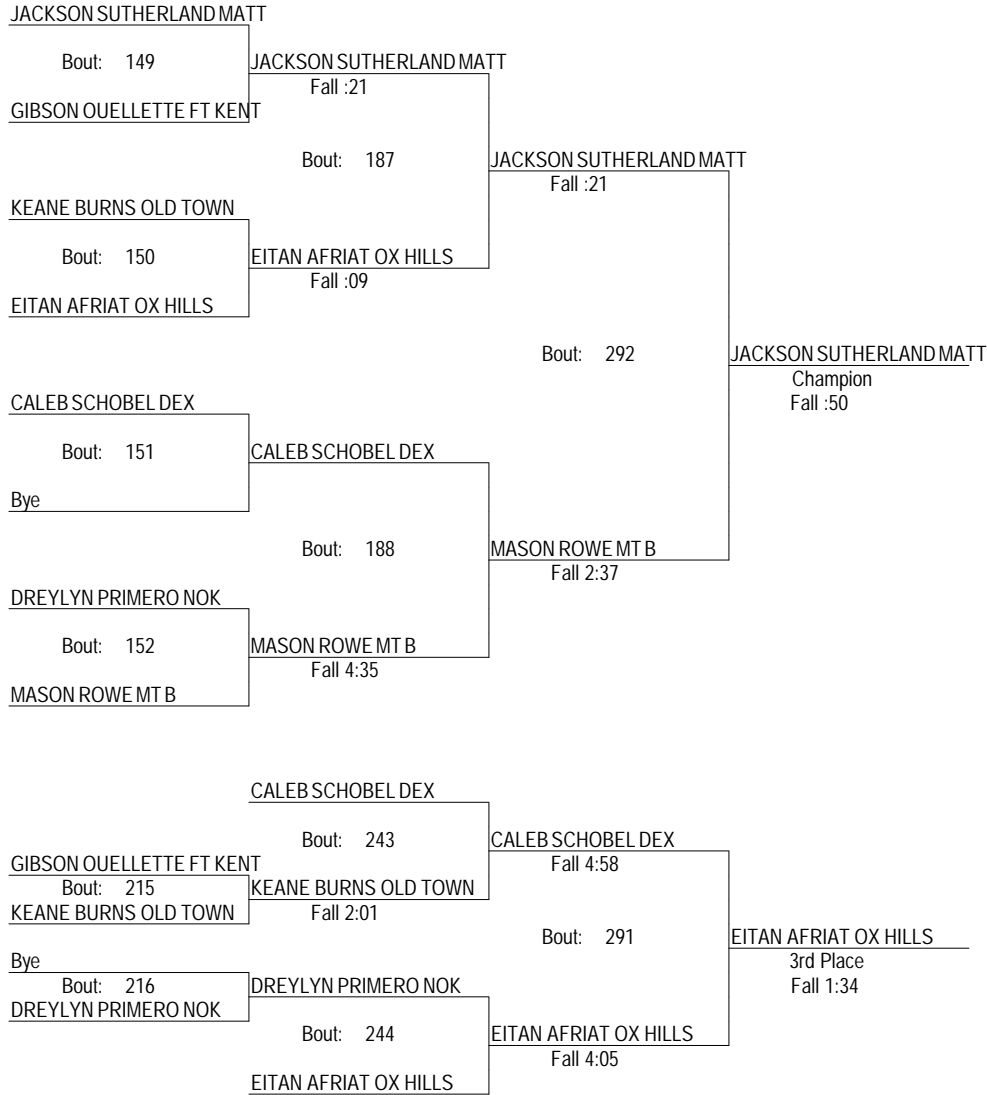 JACKSON SUTHERLAND MATT
Bout: 149
JACKSON SUTHERLAND MATT
Fall :21
GIBSON OUELLETTE FT KENT
Bout: 187
JACKSON SUTHERLAND MATT
Fall :21
KEANE BURNS OLD TOWN
Bout: 150
EITAN AFRIAT OX HILLS
Fall :09
EITAN AFRIAT OX HILLS
Bout: 292
JACKSON SUTHERLAND MATT
Champion
Fall :50
CALEB SCHOBEL DEX
Bout: 151
CALEB SCHOBEL DEX
Bye
Bout: 188
MASON ROWE MT B
Fall 2:37
DREYLYN PRIMERO NOK
Bout: 152
MASON ROWE MT B
Fall 4:35
MASON ROWE MT B
CALEB SCHOBEL DEX
Bout: 243
CALEB SCHOBEL DEX
Fall 4:58
GIBSON OUELLETTE FT KENT
Bout: 215
KEANE BURNS OLD TOWN
KEANE BURNS OLD TOWN
Fall 2:01
Bout: 291
EITAN AFRIAT OX HILLS
3rd Place
Fall 1:34
Bye
Bout: 216
DREYLYN PRIMERO NOK
DREYLYN PRIMERO NOK
Bout: 244
EITAN AFRIAT OX HILLS
Fall 4:05
EITAN AFRIAT OX HILLS